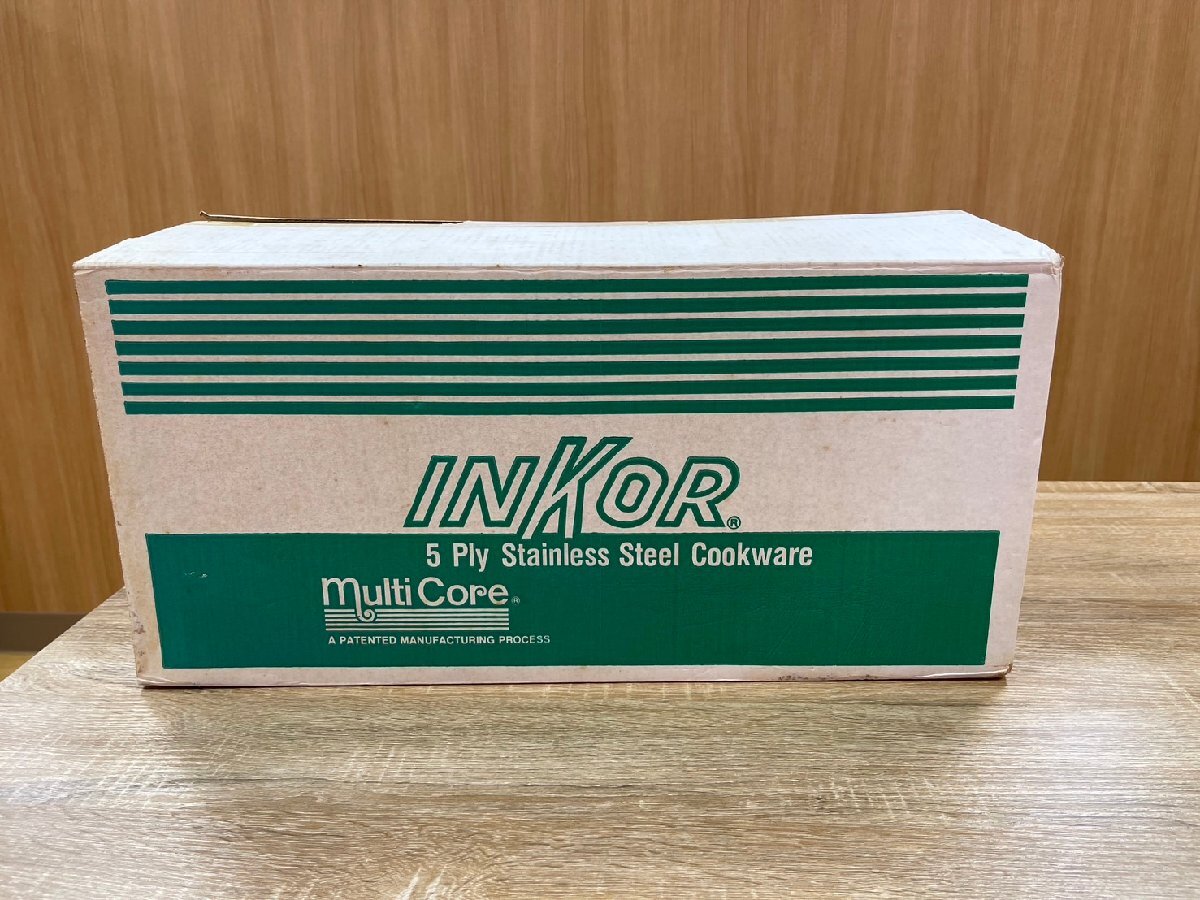 INKOR®
5 Ply Stainless Steel Cookware
multi Core®
A PATENTED MANUFACTURING PROCESS